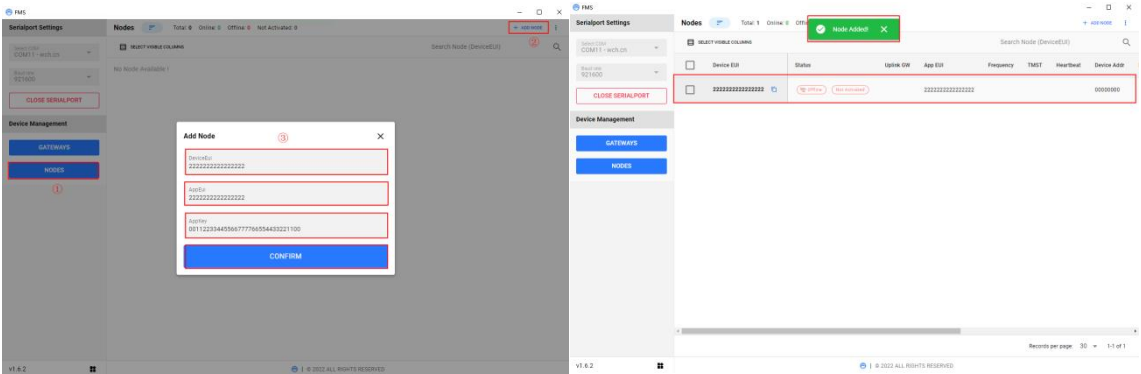 FMS
Serialport Settings
Select COM
COM11 - wch.cn
Baud rate
921600
CLOSE SERIALPORT
Device Management
GATEWAYS
NODES
①
v1.6.2
Nodes
Total: 0 Online: 0 Offline: 0 Not Activated: 0
+ ADD NODE
②
SELECT VISIBLE COLUMNS
Search Node (DeviceEUI)
No Node Available !
Add Node
③
DeviceEui
2222222222222222
AppEui
2222222222222222
AppKey
00112233445566777766554433221100
CONFIRM
| © 2022 ALL RIGHTS RESERVED
FMS
Serialport Settings
Select COM
COM11 - wch.cn
Baud rate
921600
CLOSE SERIALPORT
Device Management
GATEWAYS
NODES
v1.6.2
Nodes
Total: 1 Online: 0
Node Added!
+ ADD NODE
SELECT VISIBLE COLUMNS
Search Node (DeviceEUI)
Device EUI Status Uplink GW App EUI Frequency TMST Heartbeat Device Addr
2222222222222222 Offline Not Activated 2222222222222222 00000000
Records per page: 30 1-1 of 1
| © 2022 ALL RIGHTS RESERVED